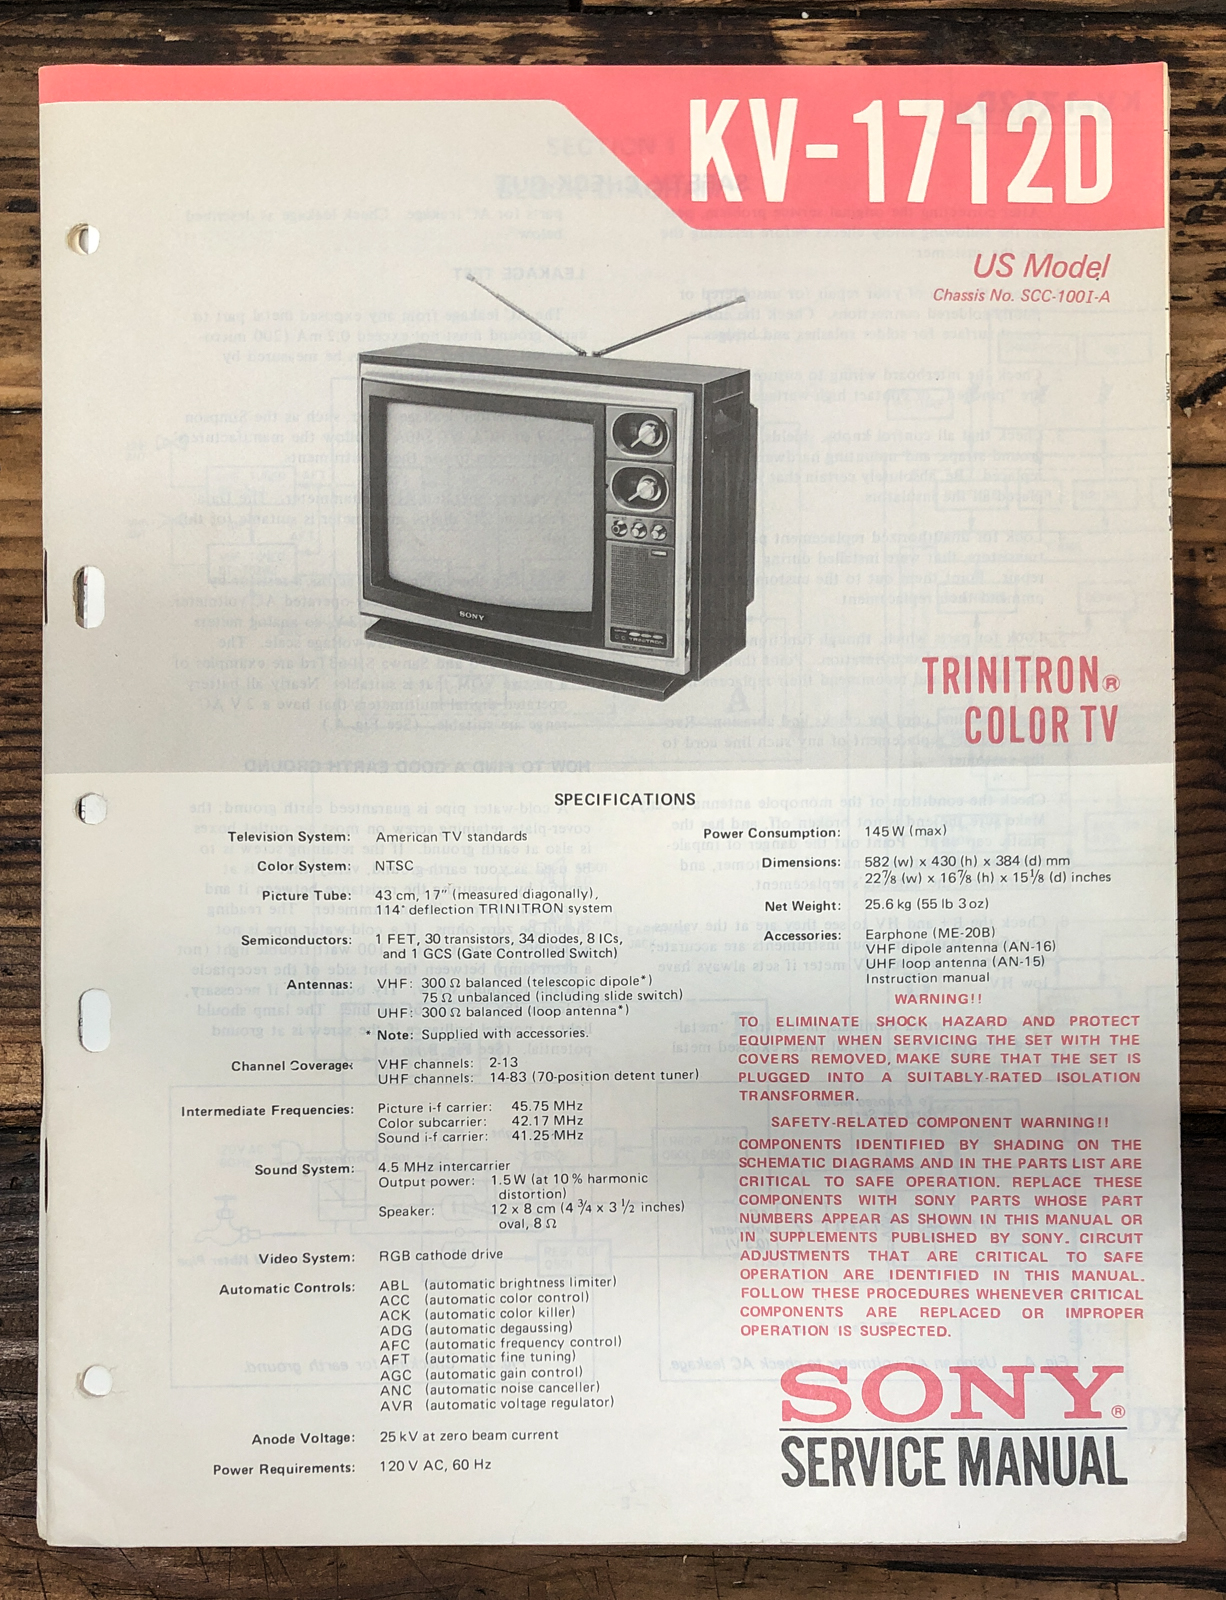 KV-1712D
US Model
Chassis No. SCC-100I-A
SONY
TRINITRON
TRINITRON®
COLOR TV
SPECIFICATIONS
Television System: American TV standards
Color System: NTSC
Picture Tube: 43 cm, 17" (measured diagonally),
114° deflection TRINITRON system
Semiconductors: 1 FET, 30 transistors, 34 diodes, 8 ICs,
and 1 GCS (Gate Controlled Switch)
Antennas: VHF: 300 Ω balanced (telescopic dipole*)
75 Ω unbalanced (including slide switch)
UHF: 300 Ω balanced (loop antenna*)
* Note: Supplied with accessories.
Channel Coverage: VHF channels: 2-13
UHF channels: 14-83 (70-position detent tuner)
Intermediate Frequencies: Picture i-f carrier: 45.75 MHz
Color subcarrier: 42.17 MHz
Sound i-f carrier: 41.25 MHz
Sound System: 4.5 MHz intercarrier
Output power: 1.5 W (at 10 % harmonic
distortion)
Speaker: 12 x 8 cm (4 3/4 x 3 1/2 inches)
oval, 8 Ω
Video System: RGB cathode drive
Automatic Controls: ABL (automatic brightness limiter)
ACC (automatic color control)
ACK (automatic color killer)
ADG (automatic degaussing)
AFC (automatic frequency control)
AFT (automatic fine tuning)
AGC (automatic gain control)
ANC (automatic noise canceller)
AVR (automatic voltage regulator)
Anode Voltage: 25 kV at zero beam current
Power Requirements: 120 V AC, 60 Hz
Power Consumption: 145 W (max)
Dimensions: 582 (w) x 430 (h) x 384 (d) mm
22 7/8 (w) x 16 7/8 (h) x 15 1/8 (d) inches
Net Weight: 25.6 kg (55 lb 3 oz)
Accessories: Earphone (ME-20B)
VHF dipole antenna (AN-16)
UHF loop antenna (AN-15)
Instruction manual
WARNING!!
TO ELIMINATE SHOCK HAZARD AND PROTECT
EQUIPMENT WHEN SERVICING THE SET WITH THE
COVERS REMOVED, MAKE SURE THAT THE SET IS
PLUGGED INTO A SUITABLY-RATED ISOLATION
TRANSFORMER.
SAFETY-RELATED COMPONENT WARNING!!
COMPONENTS IDENTIFIED BY SHADING ON THE
SCHEMATIC DIAGRAMS AND IN THE PARTS LIST ARE
CRITICAL TO SAFE OPERATION. REPLACE THESE
COMPONENTS WITH SONY PARTS WHOSE PART
NUMBERS APPEAR AS SHOWN IN THIS MANUAL OR
IN SUPPLEMENTS PUBLISHED BY SONY. CIRCUIT
ADJUSTMENTS THAT ARE CRITICAL TO SAFE
OPERATION ARE IDENTIFIED IN THIS MANUAL.
FOLLOW THESE PROCEDURES WHENEVER CRITICAL
COMPONENTS ARE REPLACED OR IMPROPER
OPERATION IS SUSPECTED.
SONY®
SERVICE MANUAL